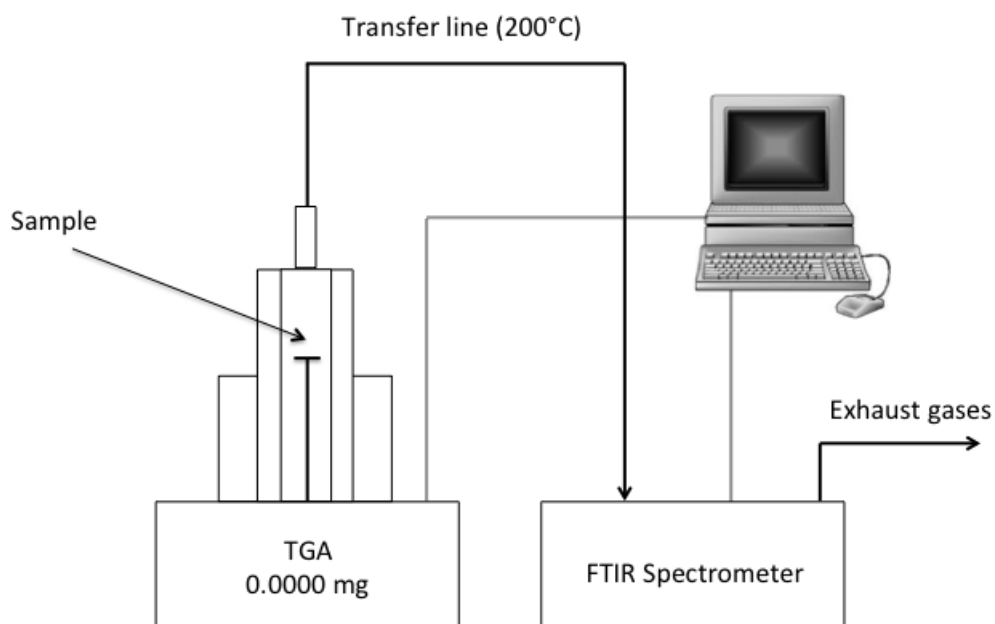 Transfer line (200°C)
Sample
Exhaust gases
TGA
0.0000 mg
FTIR Spectrometer